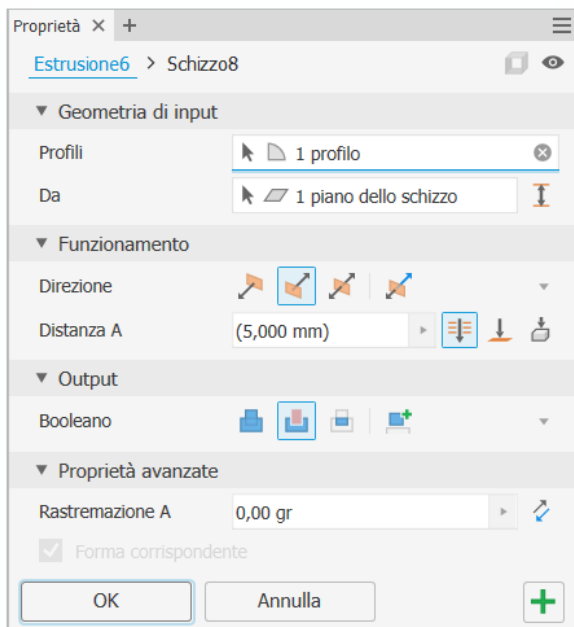 Proprietà × +
Estrusione6 > Schizzo8
Geometria di input
Profili 1 profilo
Da 1 piano dello schizzo
Funzionamento
Direzione
Distanza A (5,000 mm)
Output
Booleano
Proprietà avanzate
Rastremazione A 0,00 gr
Forma corrispondente
OK Annulla